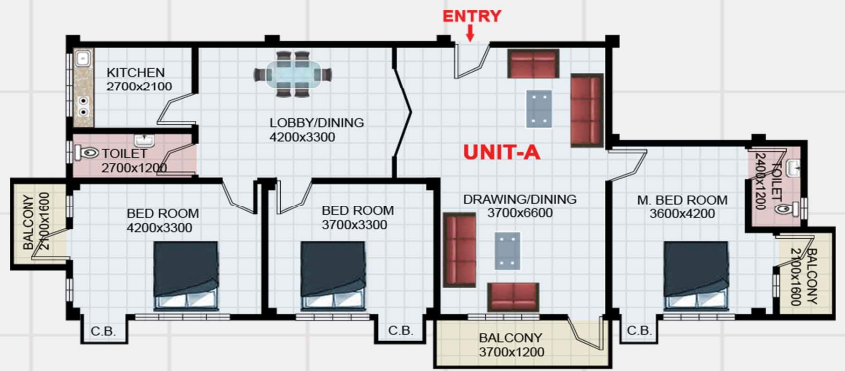 ENTRY
KITCHEN
2700x2100
LOBBY/DINING
4200x3300
UNIT-A
TOILET
2700x1200
TOILET
2400x1200
BALCONY
2100x1600
BED ROOM
4200x3300
BED ROOM
3700x3300
DRAWING/DINING
3700x6600
M. BED ROOM
3600x4200
BALCONY
2100x1600
C.B.
C.B.
C.B.
BALCONY
3700x1200